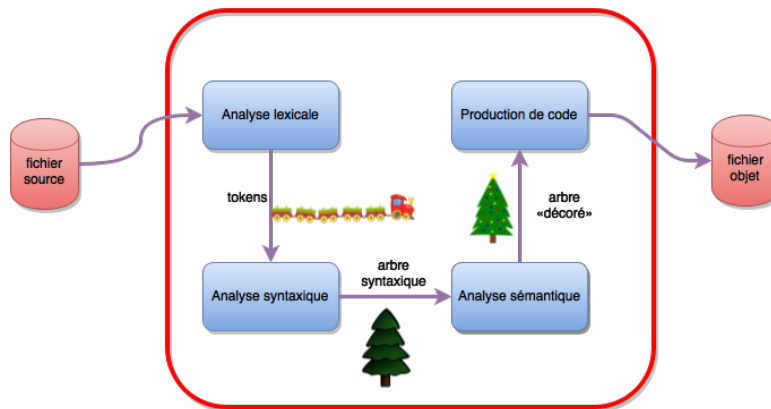 fichier
source
Analyse lexicale
tokens
Analyse syntaxique
arbre
syntaxique
Analyse sémantique
arbre
«décoré»
Production de code
fichier
objet